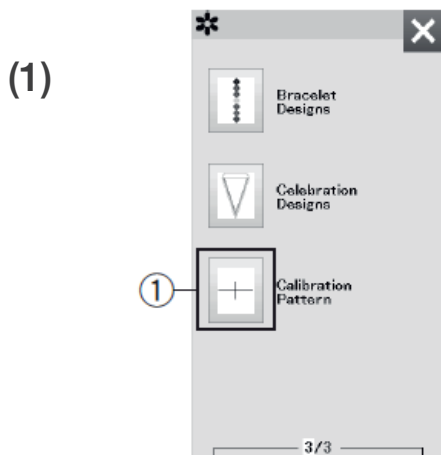 (1)
Bracelet
Designs
Celebration
Designs
①
Calibration
Pattern
3/3